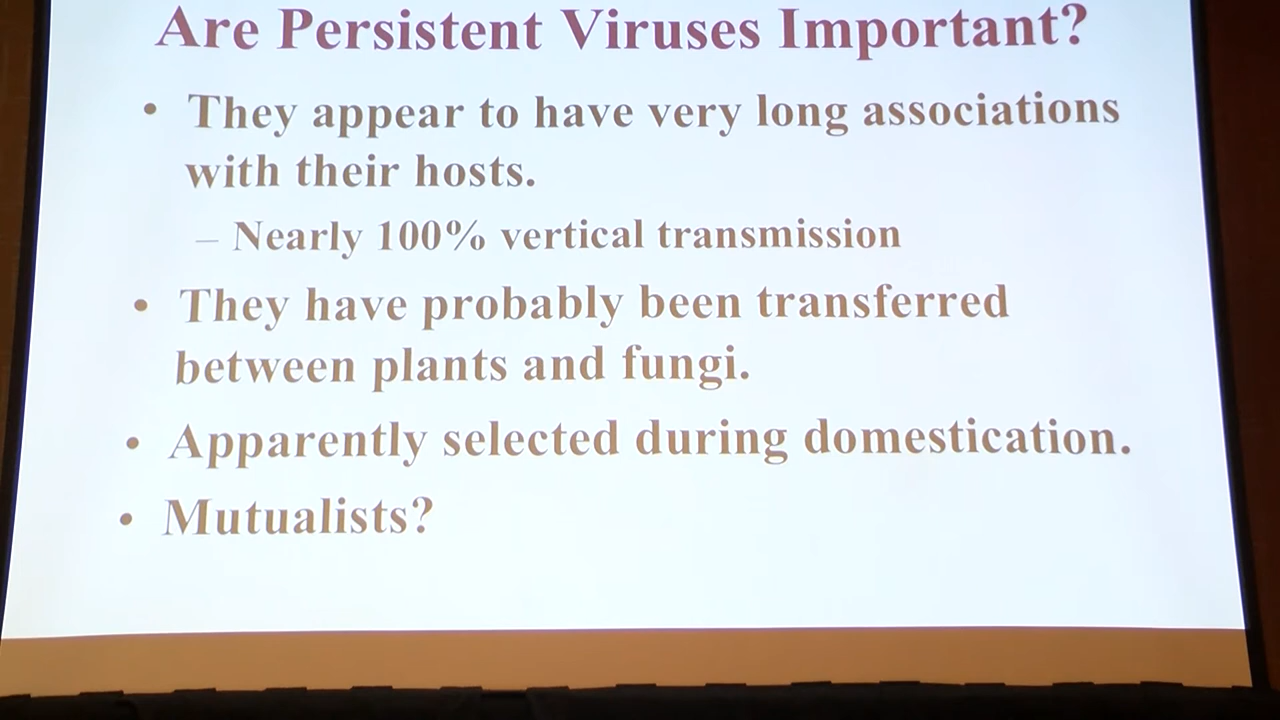 Are Persistent Viruses Important?
• They appear to have very long associations
with their hosts.
– Nearly 100% vertical transmission
• They have probably been transferred
between plants and fungi.
• Apparently selected during domestication.
• Mutualists?